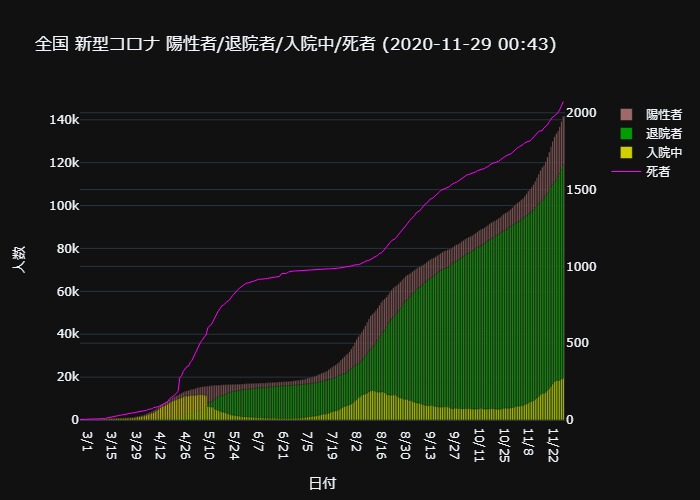 全国 新型コロナ 陽性者/退院者/入院中/死者 (2020-11-29 00:43)
陽性者
退院者
入院中
死者
人数
140k
120k
100k
80k
60k
40k
20k
0
2000
1500
1000
500
0
3/1 3/15 3/29 4/12 4/26 5/10 5/24 6/7 6/21 7/5 7/19 8/2 8/16 8/30 9/13 9/27 10/11 10/25 11/8 11/22
日付